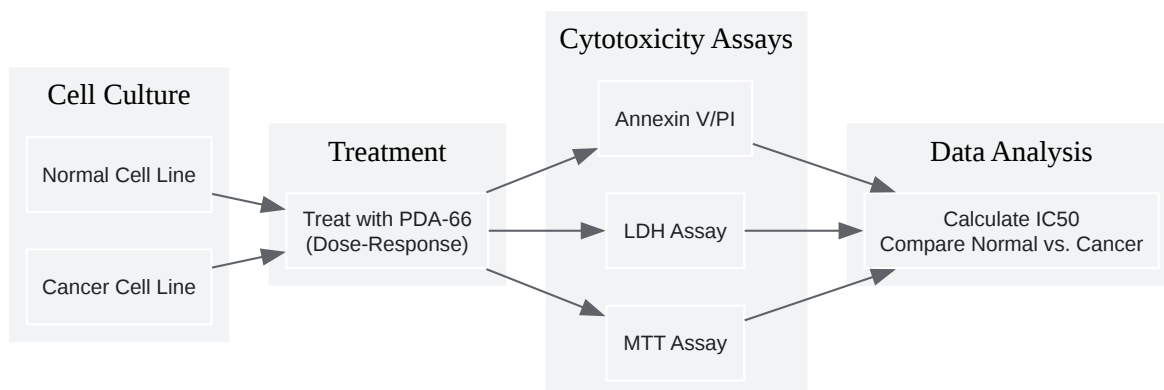 Cell Culture
Normal Cell Line
Cancer Cell Line
Treatment
Treat with PDA-66
(Dose-Response)
Cytotoxicity Assays
Annexin V/PI
LDH Assay
MTT Assay
Data Analysis
Calculate IC50
Compare Normal vs. Cancer